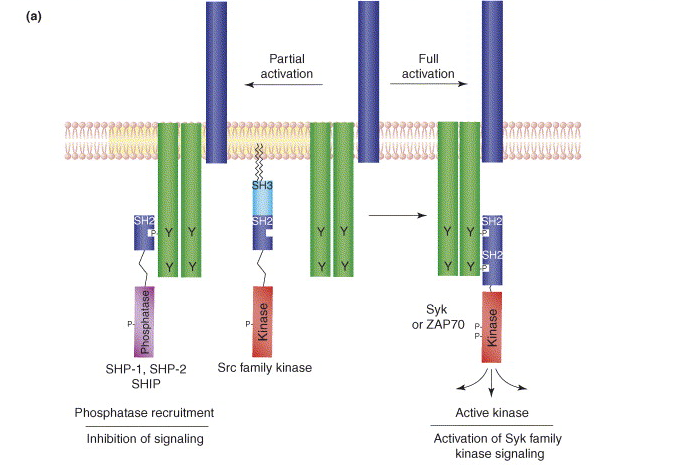 (a)
Partial
activation
Full
activation
SH3
SH2
SH2
SH2
SH2
P-
Y
Y
Y
Y
Y
Y
P
Y
Y
Y
Y
Y
Y
P
P-
Phosphatase
P-
Kinase
Syk
or ZAP70
P-
P-
Kinase
SHP-1, SHP-2
SHIP
Src family kinase
Phosphatase recruitment
Inhibition of signaling
Active kinase
Activation of Syk family
kinase signaling